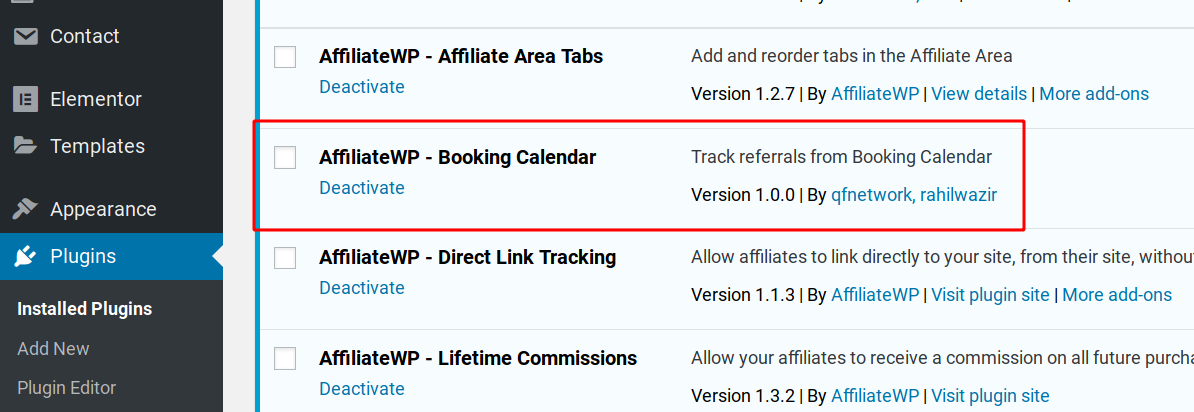 Contact
Elementor
Templates
Appearance
Plugins
Installed Plugins
Add New
Plugin Editor
AffiliateWP - Affiliate Area Tabs
Deactivate
Add and reorder tabs in the Affiliate Area
Version 1.2.7 | By AffiliateWP | View details | More add-ons
AffiliateWP - Booking Calendar
Deactivate
Track referrals from Booking Calendar
Version 1.0.0 | By qfnetwork, rahilwazir
AffiliateWP - Direct Link Tracking
Deactivate
Allow affiliates to link directly to your site, from their site, withou
Version 1.1.3 | By AffiliateWP | Visit plugin site | More add-ons
AffiliateWP - Lifetime Commissions
Deactivate
Allow your affiliates to receive a commission on all future purcha
Version 1.3.2 | By AffiliateWP | Visit plugin site